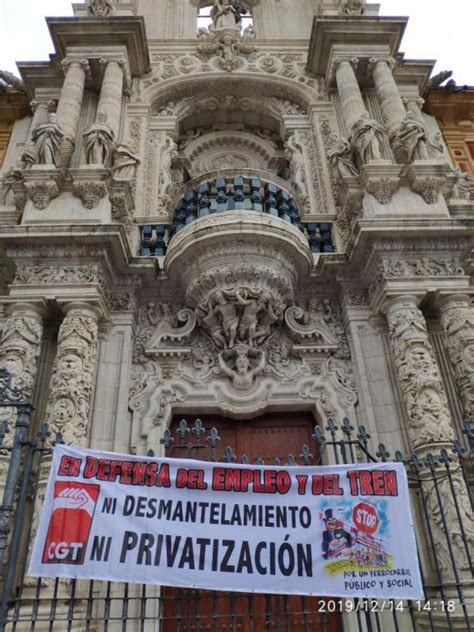 EN DEFENSA DEL EMPLEO Y DEL TREN
NI DESMANTELAMIENTO
NI PRIVATIZACIÓN
CGT
STOP
POR UN FERROCARRIL
PÚBLICO Y SOCIAL
2019/12/14 14:18